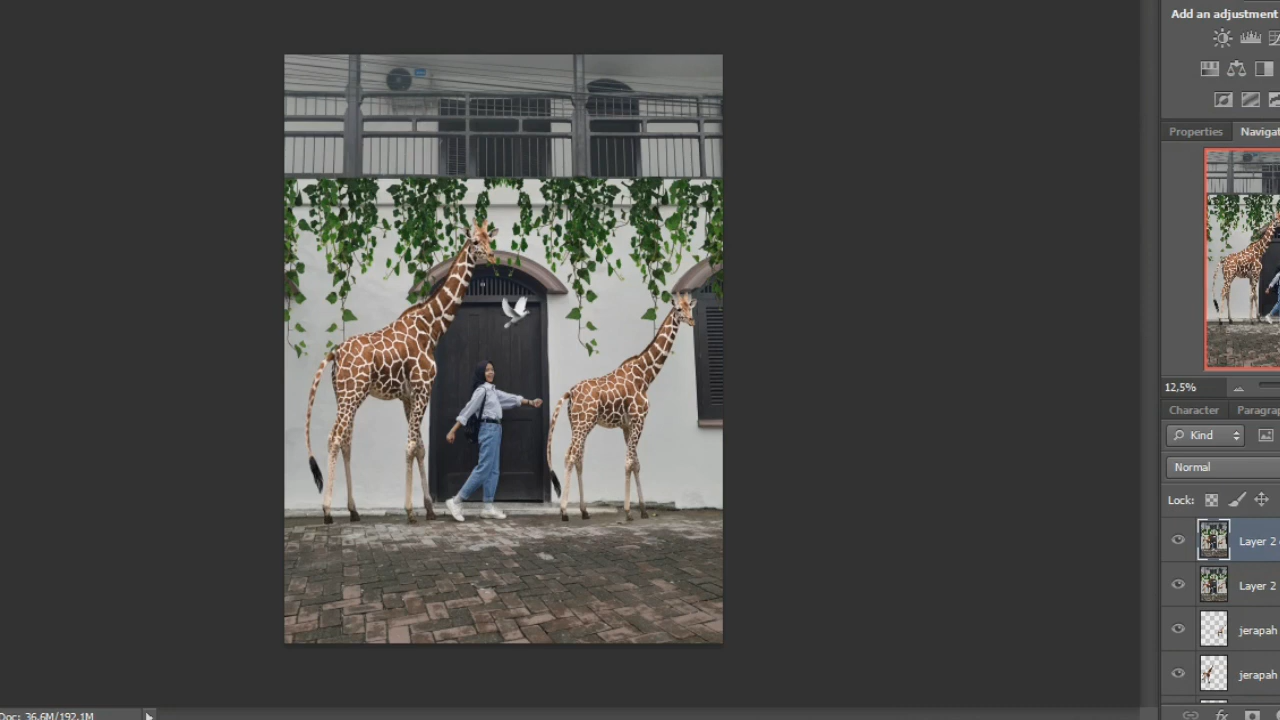 Add an adjustment
Properties
Navigat
12,5%
Character
Paragrap
Kind
Normal
Lock:
Layer 2
Layer 2
jerapah
jerapah
fx
Doc: 36,6M/192,1M